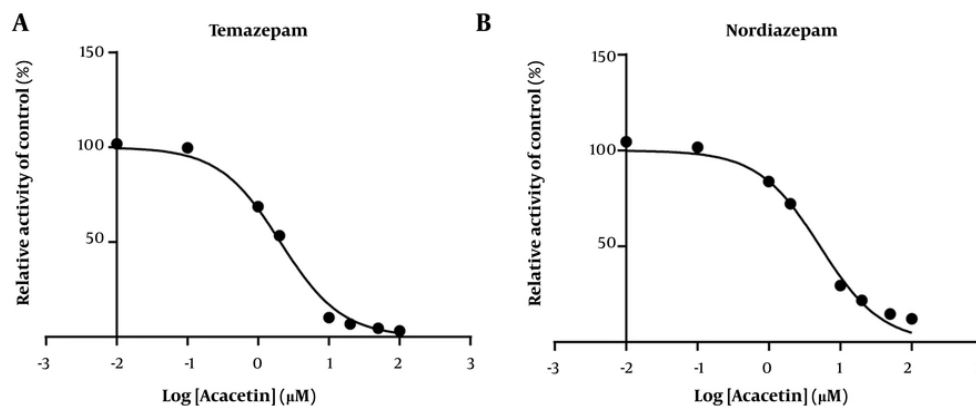 A
Temazepam
Relative activity of control (%)
150
100
50
-3 -2 -1 0 1 2 3
Log [Acacetin] (µM)
B
Nordiazepam
Relative activity of control (%)
150
100
50
-3 -2 -1 0 1 2
Log [Acacetin] (µM)